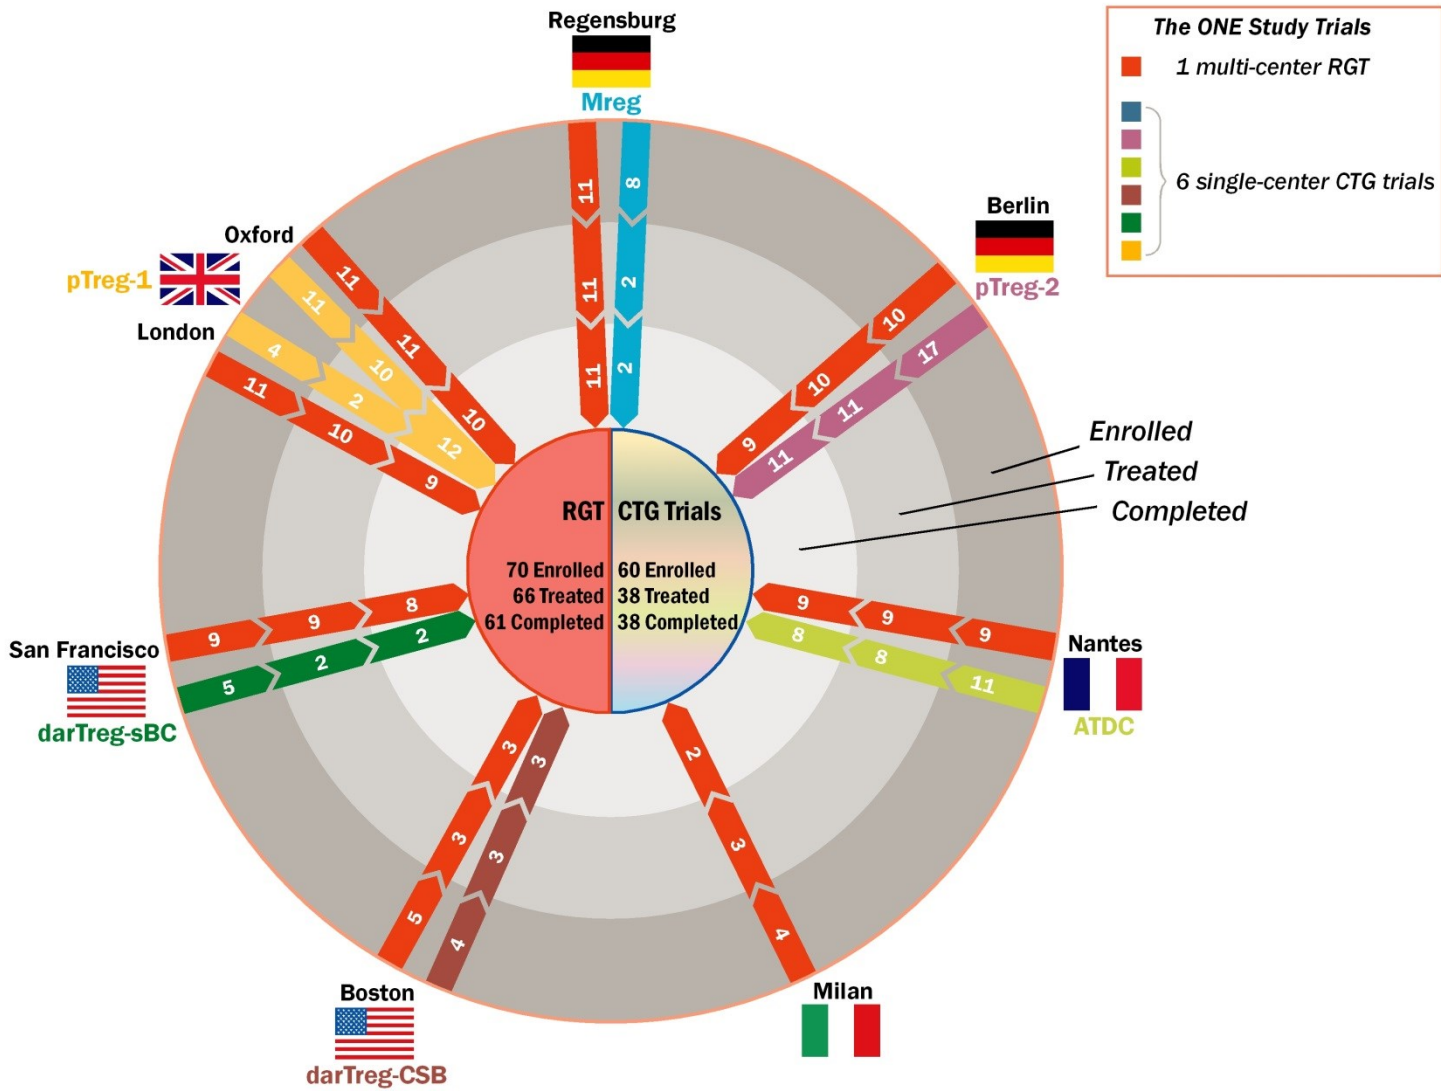 Regensburg
Mreg
The ONE Study Trials
1 multi-center RGT
6 single-center CTG trials
Oxford
pTreg-1
London
Berlin
pTreg-2
11
11
11
8
2
2
11
11
10
11
10
4
2
12
11
10
9
10
10
9
17
11
11
Enrolled
Treated
Completed
RGT
70 Enrolled
66 Treated
61 Completed
CTG Trials
60 Enrolled
38 Treated
38 Completed
San Francisco
darTreg-sBC
9
9
8
5
2
2
9
9
9
8
8
11
Nantes
ATDC
3
3
5
3
3
4
2
3
4
Boston
darTreg-CSB
Milan